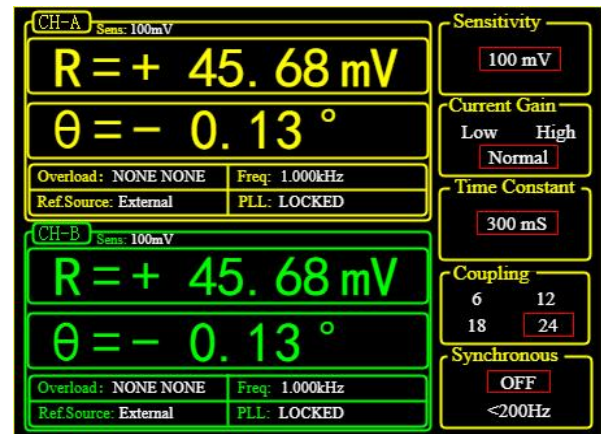 CH-A Sens: 100mV
R = + 45. 68 mV
θ = - 0. 13 °
Overload: NONE NONE Freq: 1.000kHz
Ref.Source: External PLL: LOCKED
CH-B Sens: 100mV
R = + 45. 68 mV
θ = - 0. 13 °
Overload: NONE NONE Freq: 1.000kHz
Ref.Source: External PLL: LOCKED
Sensitivity
100 mV
Current Gain
Low High
Normal
Time Constant
300 mS
Coupling
6 12
18 24
Synchronous
OFF
<200Hz